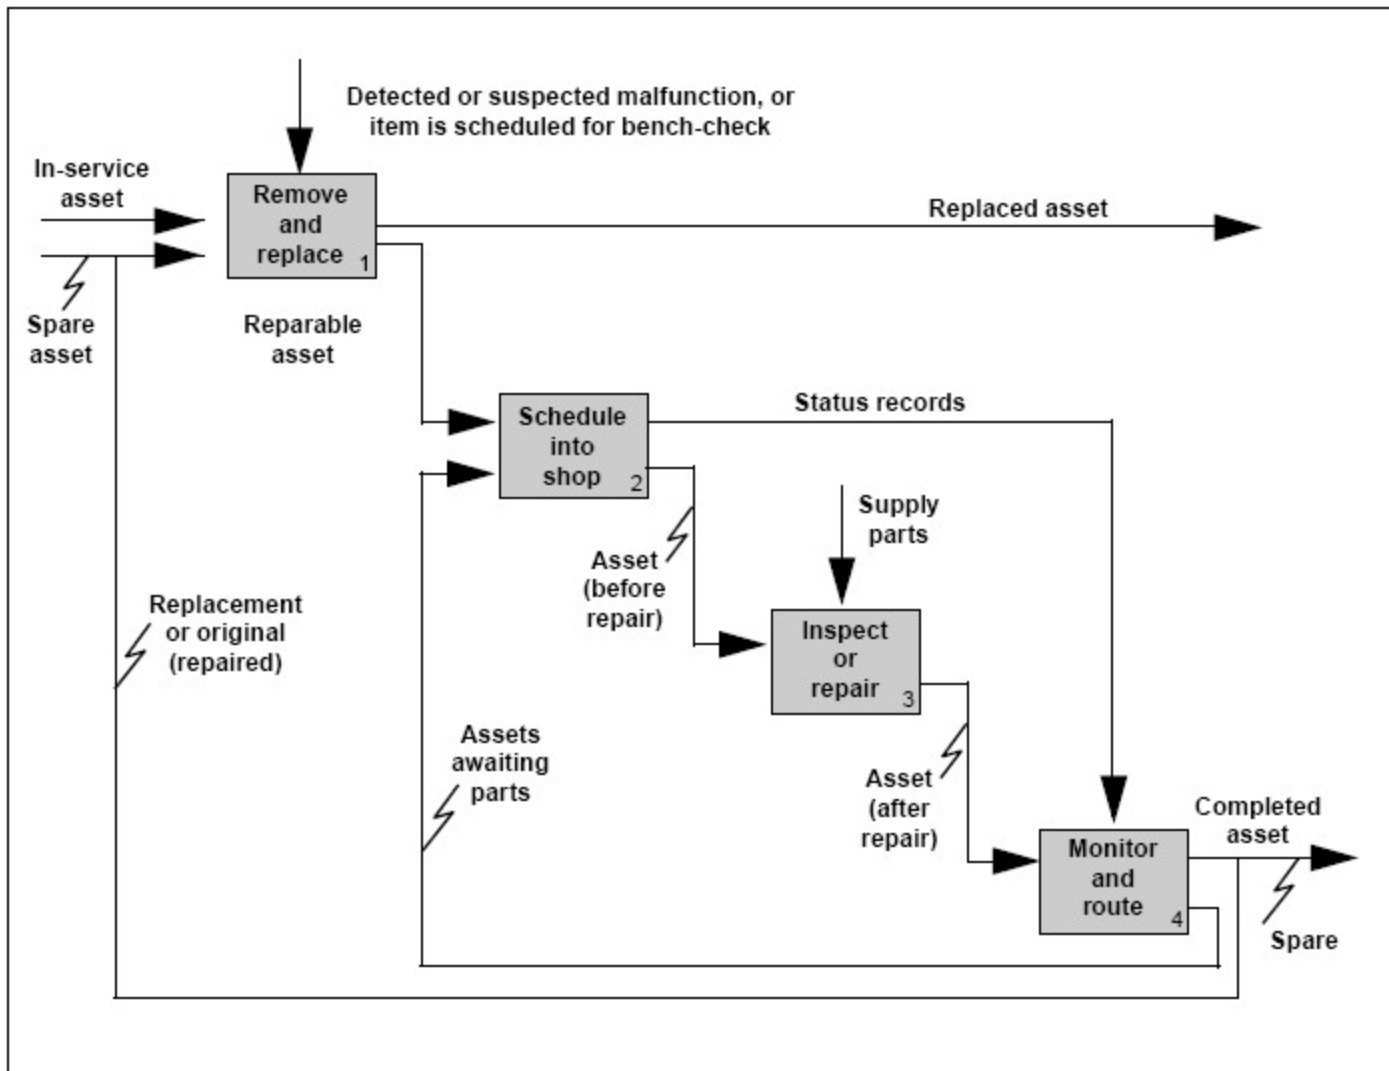 Detected or suspected malfunction, or
item is scheduled for bench-check
In-service
asset
Remove
and
replace
1
Replaced asset
Spare
asset
Reparable
asset
Schedule
into
shop
2
Status records
Supply
parts
Asset
(before
repair)
Replacement
or original
(repaired)
Inspect
or
repair
3
Assets
awaiting
parts
Asset
(after
repair)
Completed
asset
Monitor
and
route
4
Spare